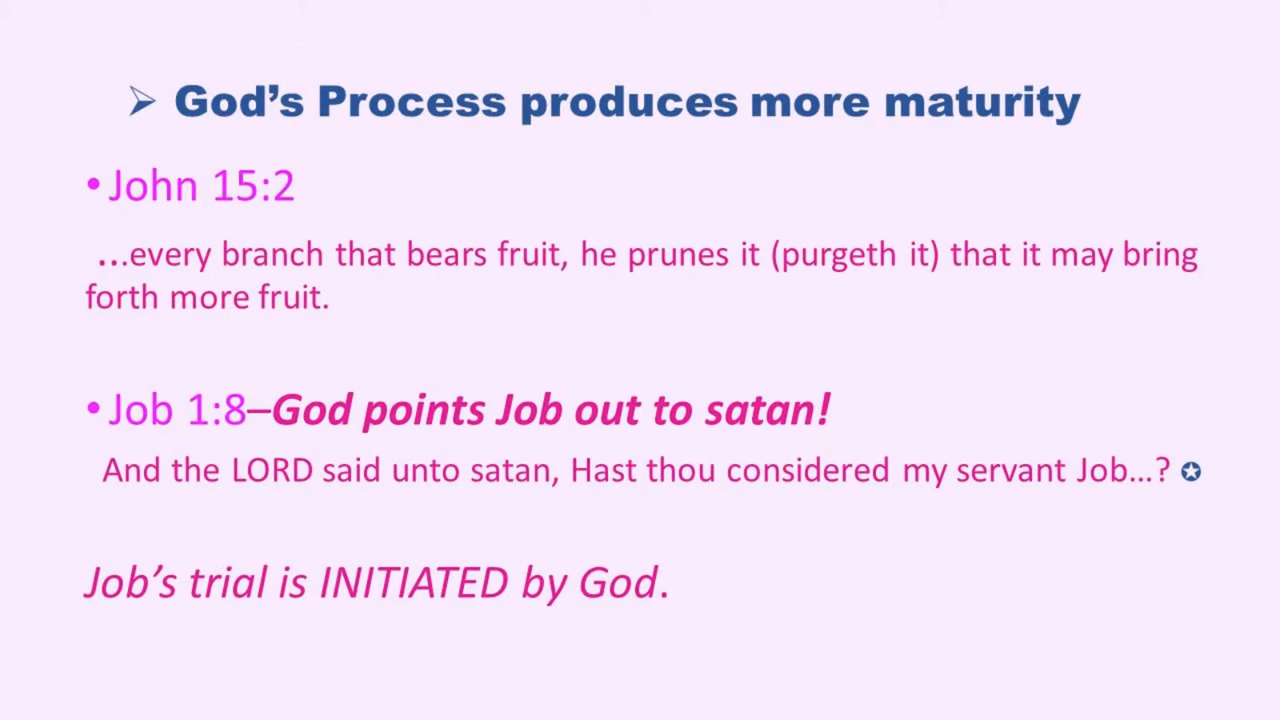 ➢ God’s Process produces more maturity
• John 15:2
...every branch that bears fruit, he prunes it (purgeth it) that it may bring
forth more fruit.
• Job 1:8–God points Job out to satan!
And the LORD said unto satan, Hast thou considered my servant Job...? ✪
Job’s trial is INITIATED by God.